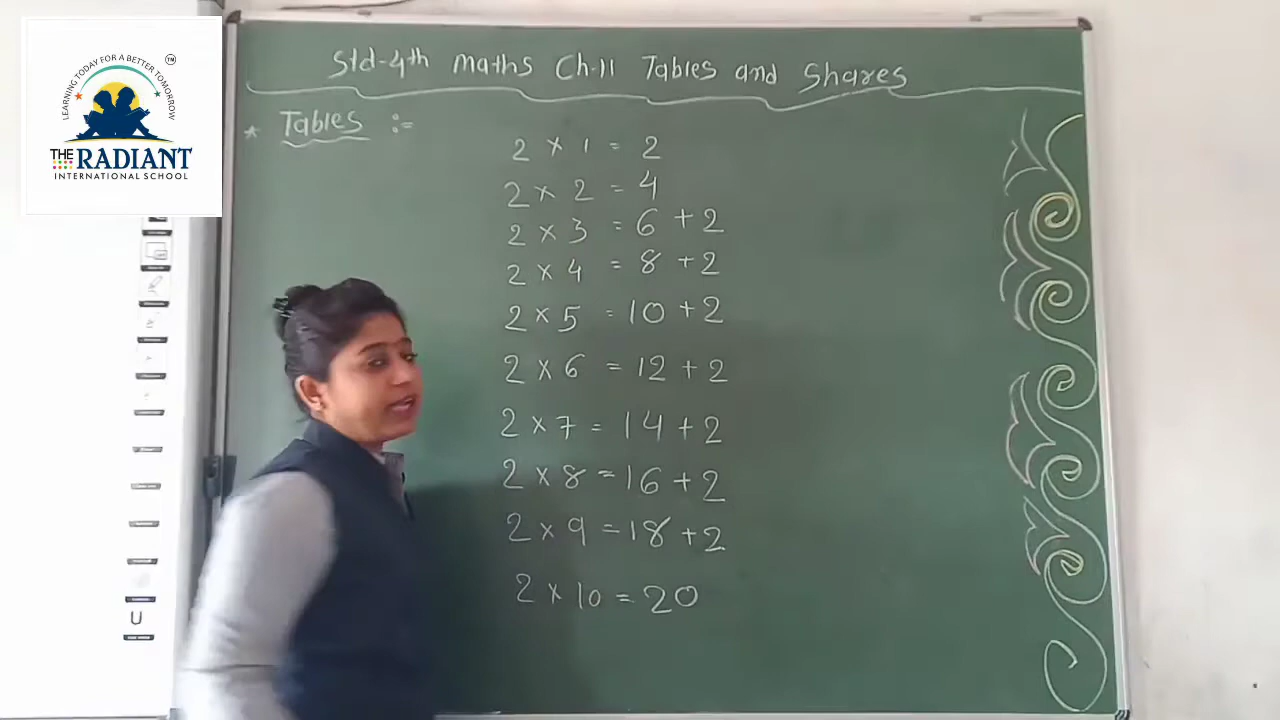 LEARNING TODAY FOR A BETTER TOMORROW
TM
THE RADIANT
INTERNATIONAL SCHOOL
Std-4th Maths Ch-11 Tables and Shares
* Tables :-
2 × 1 = 2
2 × 2 = 4
2 × 3 = 6 + 2
2 × 4 = 8 + 2
2 × 5 = 10 + 2
2 × 6 = 12 + 2
2 × 7 = 14 + 2
2 × 8 = 16 + 2
2 × 9 = 18 + 2
2 × 10 = 20